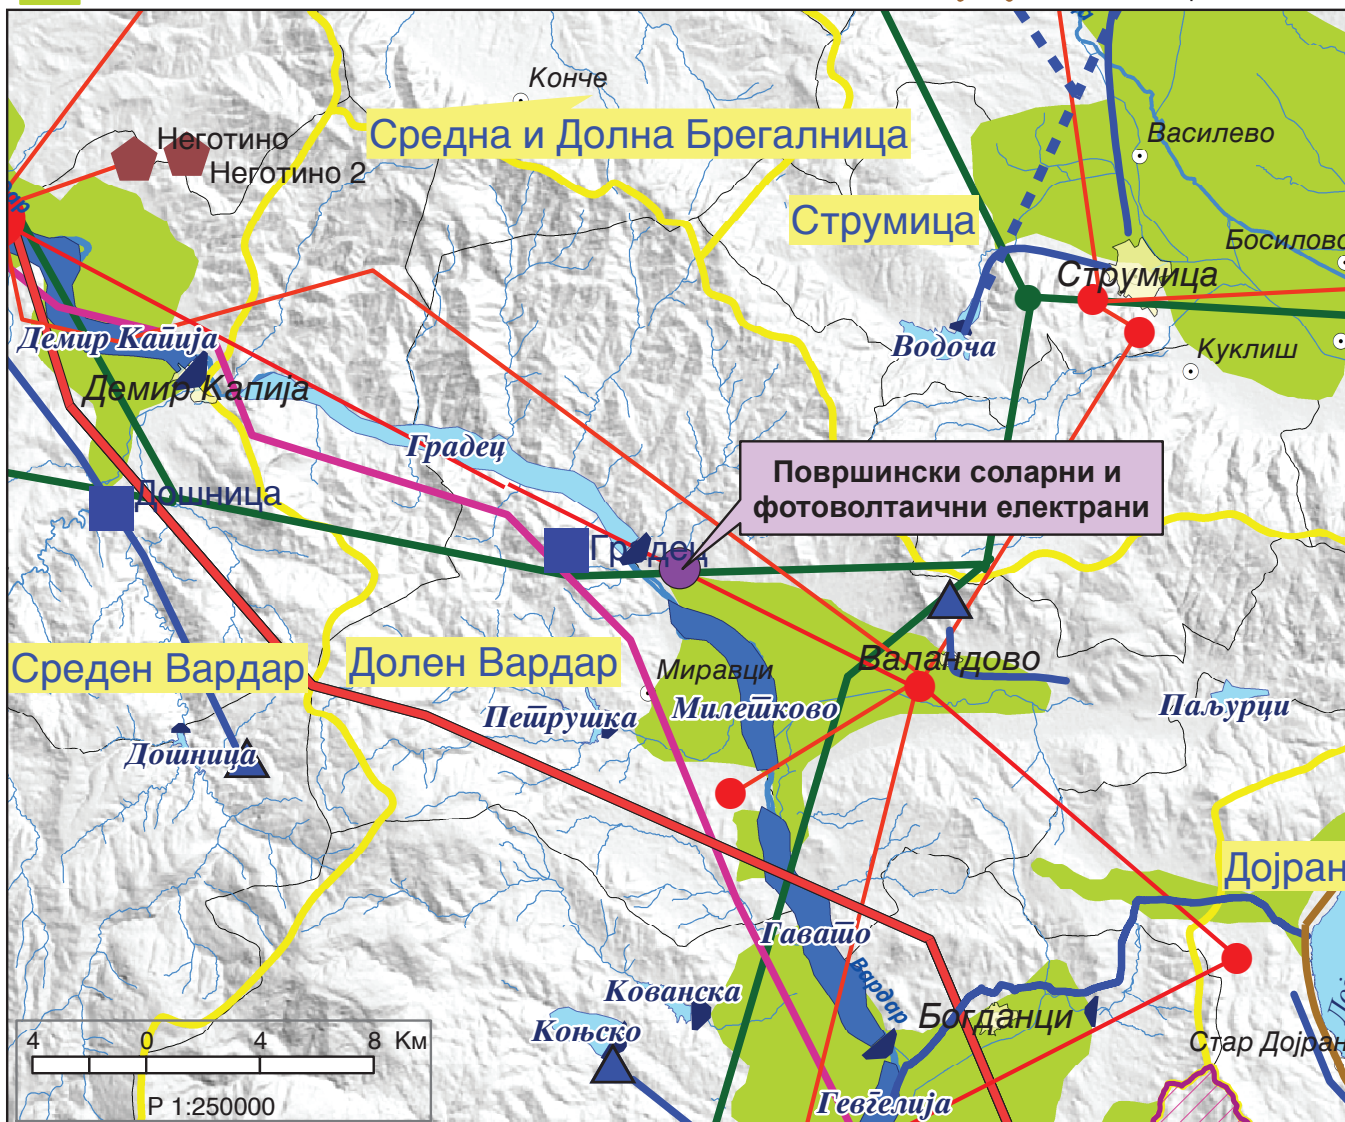 Конче
Средна и Долна Брегалница
Василево
Неготино
Неготино 2
Струмица
Босилово
Струмица
Демир Капија
Водоча
Куклиш
Демир Капија
Градец
Површински соларни и
фотоволтаични електрани
Дошница
Градец
Среден Вардар
Долен Вардар
Миравци
Валандово
Петрушка
Милетково
Паљурци
Дошница
Дојран
Гавато
Вардар
Кованска
Коњско
Богданци
Стар Дојран
4 0 4 8 Км
Р 1:250000
Гевгелија